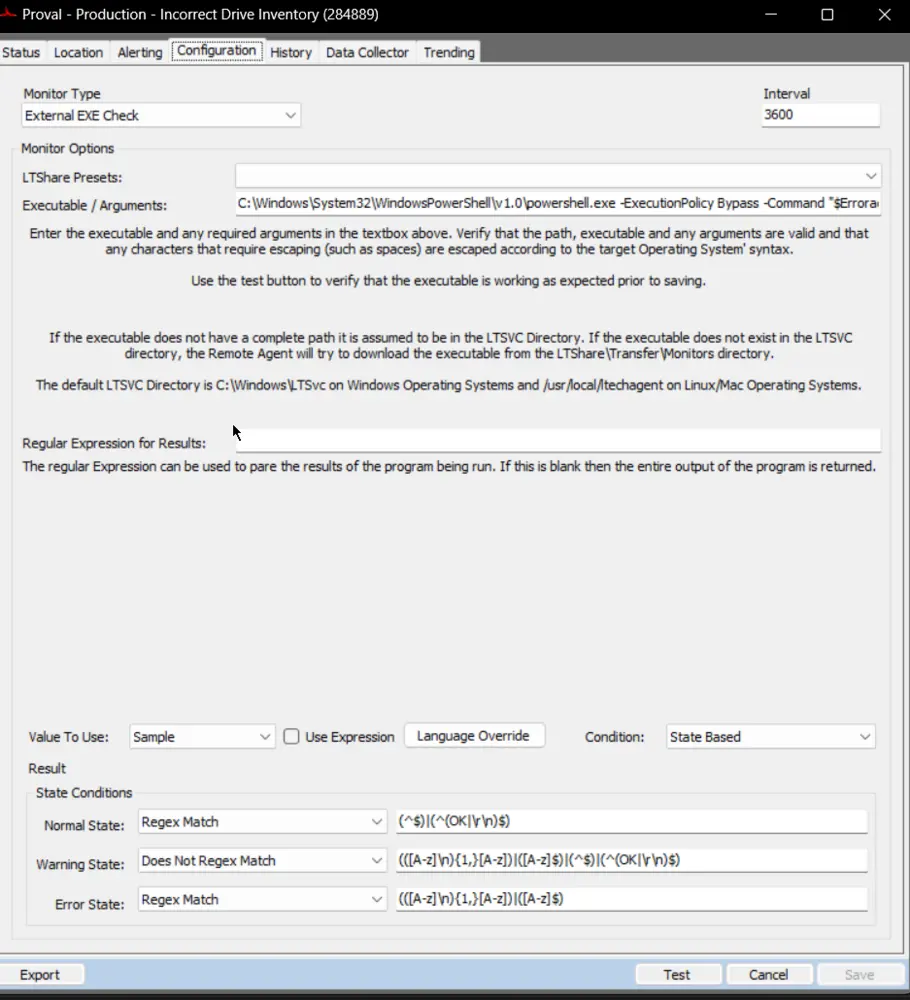 Proval - Production - Incorrect Drive Inventory (284889)
Status Location Alerting Configuration History Data Collector Trending
Monitor Type
Interval
External EXE Check
3600
Monitor Options
LTShare Presets:
Executable / Arguments: C:\Windows\System32\WindowsPowerShell\v1.0\powershell.exe -ExecutionPolicy Bypass -Command "$Errorac
Enter the executable and any required arguments in the textbox above. Verify that the path, executable and any arguments are valid and that
any characters that require escaping (such as spaces) are escaped according to the target Operating System' syntax.
Use the test button to verify that the executable is working as expected prior to saving.
If the executable does not have a complete path it is assumed to be in the LTSVC Directory. If the executable does not exist in the LTSVC
directory, the Remote Agent will try to download the executable from the LTShare\Transfer\Monitors directory.
The default LTSVC Directory is C:\Windows\LTSvc on Windows Operating Systems and /usr/local/ltechagent on Linux/Mac Operating Systems.
Regular Expression for Results:
The regular Expression can be used to pare the results of the program being run. If this is blank then the entire output of the program is returned.
Value To Use: Sample Use Expression Language Override Condition: State Based
Result
State Conditions
Normal State: Regex Match (^$)|(^(OK|\r\n)$)
Warning State: Does Not Regex Match (([A-z]\n){1,}[A-z])|([A-z]$)|(^$)|(^(OK|\r\n)$)
Error State: Regex Match (([A-z]\n){1,}[A-z])|([A-z]$)
Export Test Cancel Save